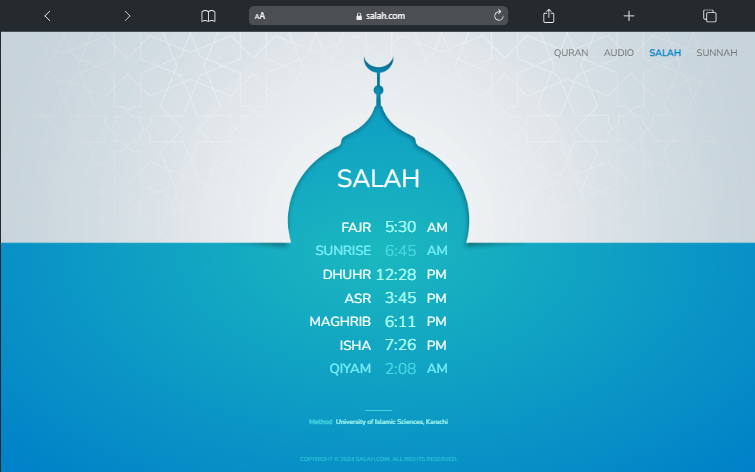 AA salah.com
QURAN AUDIO SALAH SUNNAH
SALAH
FAJR 5:30 AM
SUNRISE 6:45 AM
DHUHR 12:28 PM
ASR 3:45 PM
MAGHRIB 6:11 PM
ISHA 7:26 PM
QIYAM 2:08 AM
Method University of Islamic Sciences, Karachi
COPYRIGHT © 2024 SALAH.COM. ALL RIGHTS RESERVED.